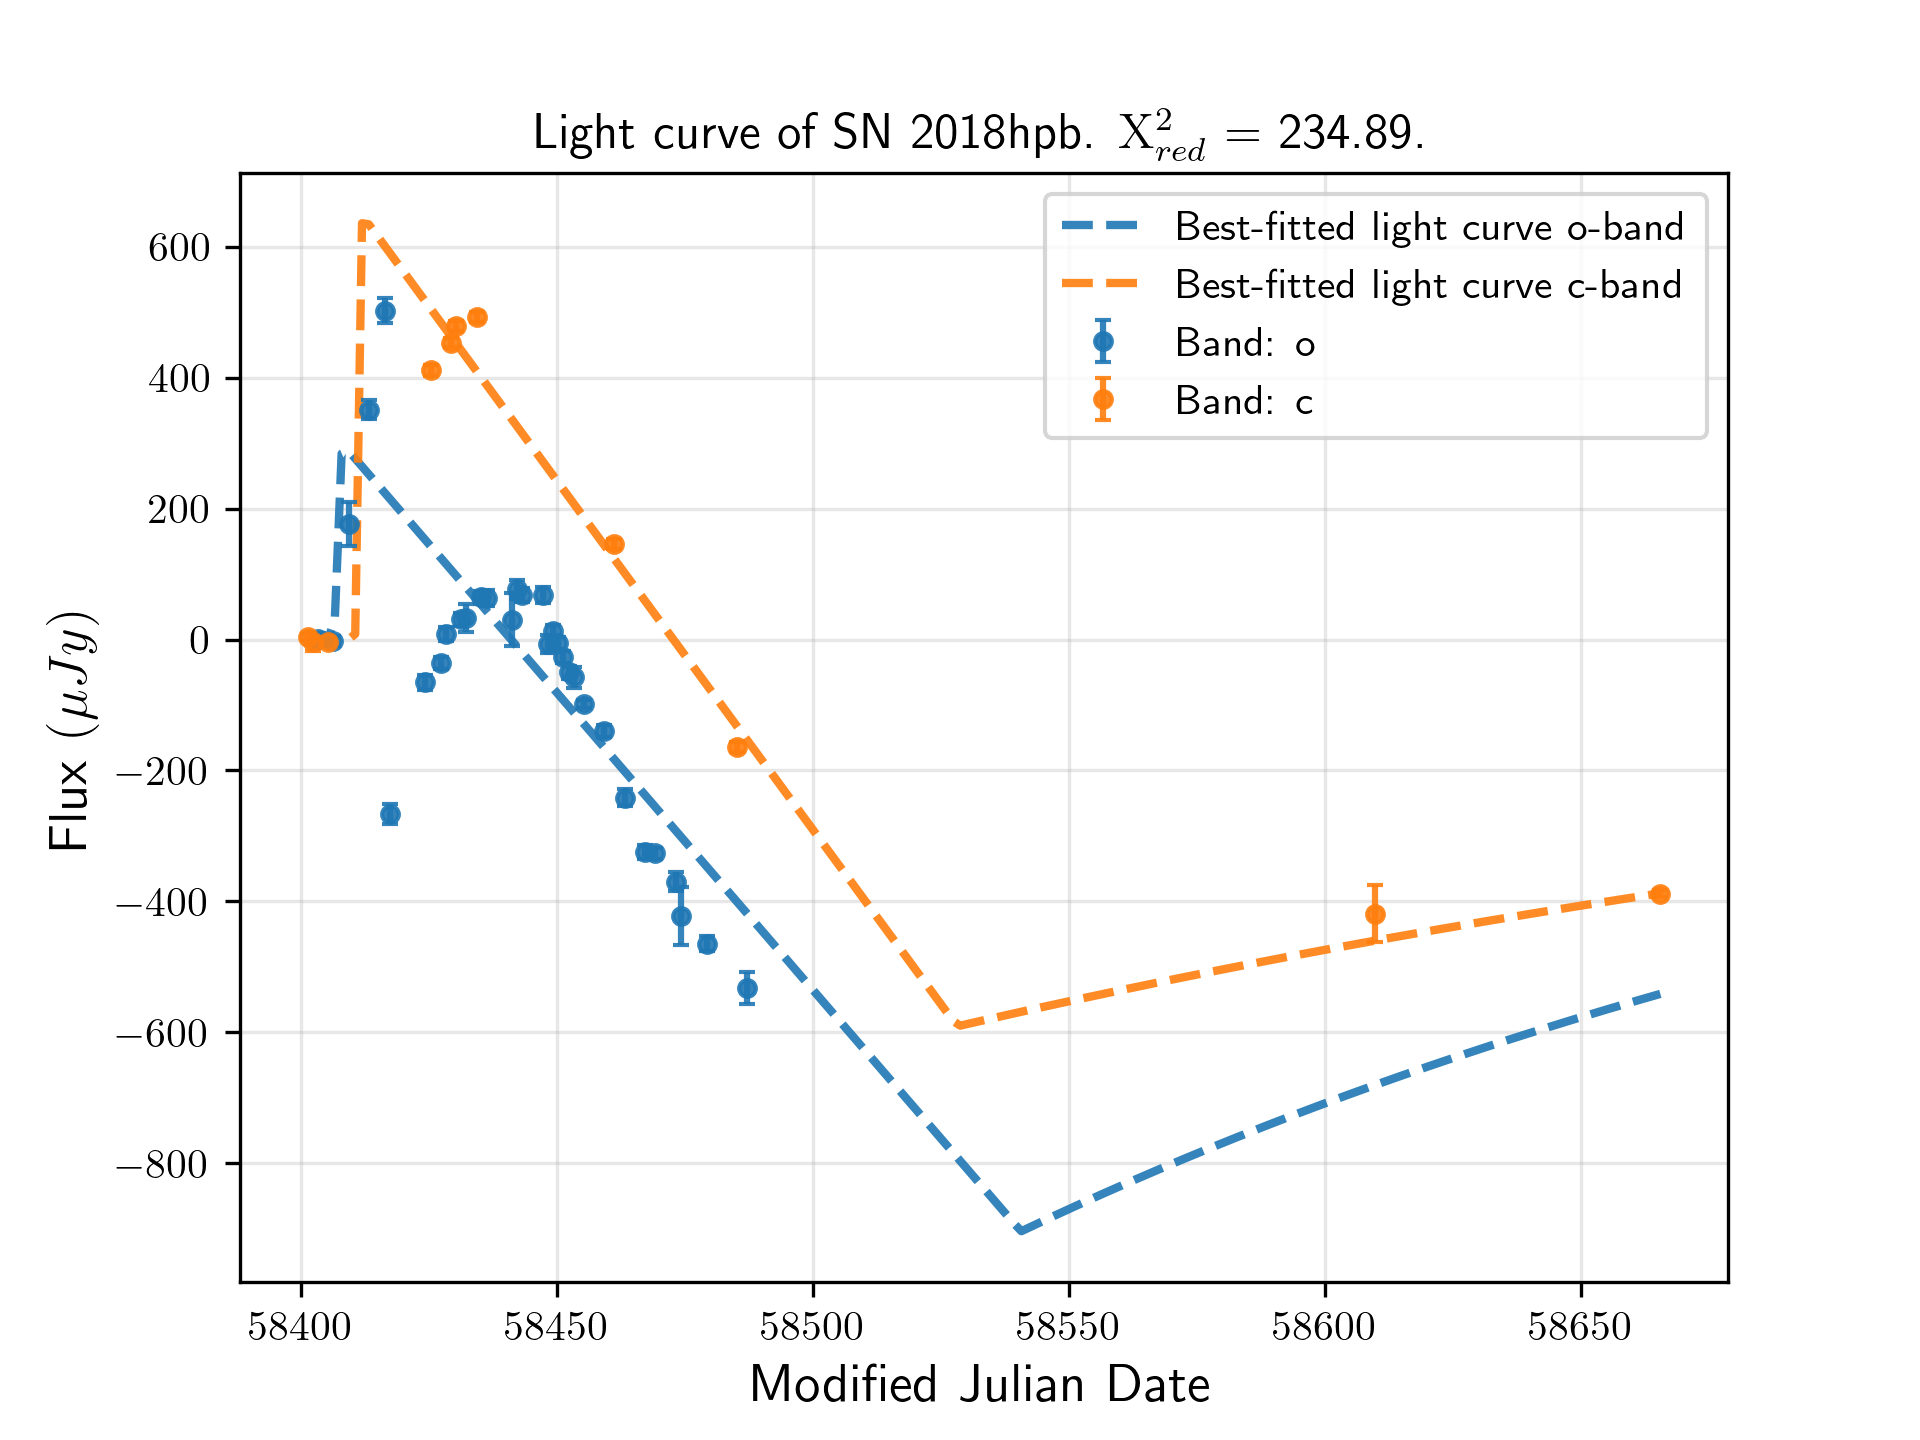 Light curve of SN 2018hpb. X²_red = 234.89.
Best-fitted light curve o-band
Best-fitted light curve c-band
Band: o
Band: c
Flux (μJy)
600
400
200
0
−200
−400
−600
−800
58400 58450 58500 58550 58600 58650
Modified Julian Date